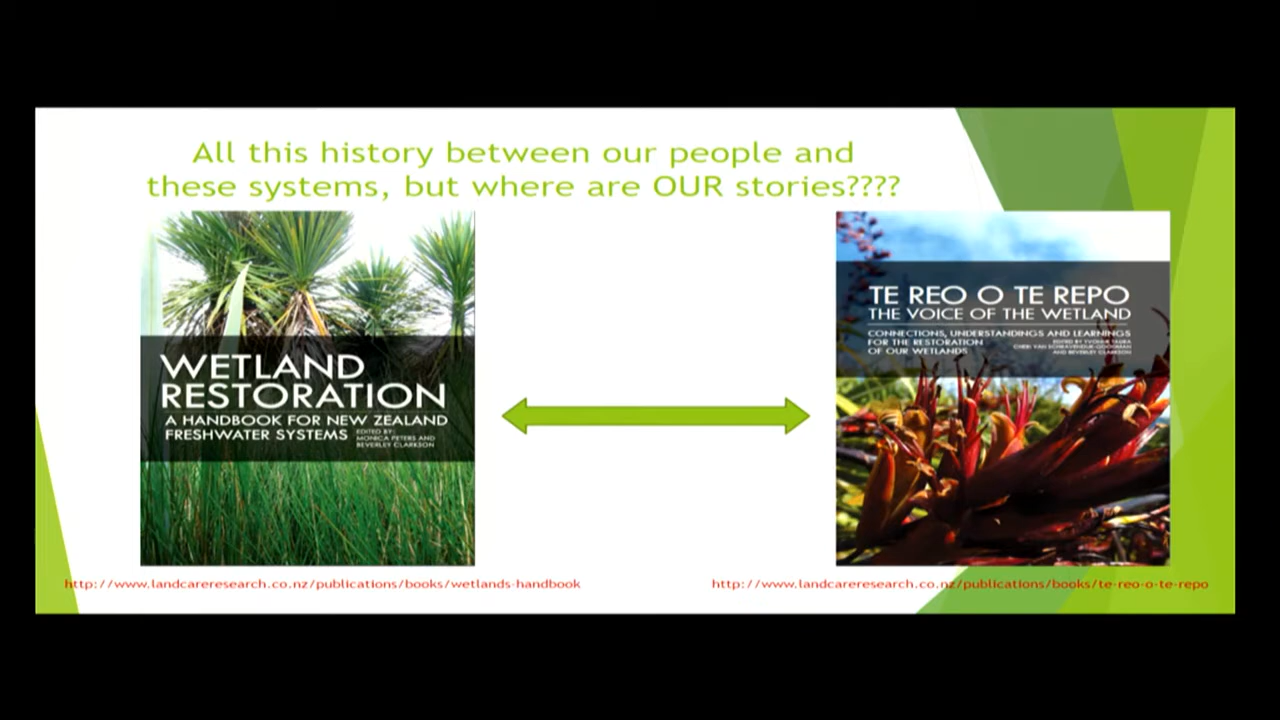 All this history between our people and
these systems, but where are OUR stories????
WETLAND
RESTORATION
A HANDBOOK FOR NEW ZEALAND
FRESHWATER SYSTEMS
EDITED BY:
MONICA PETERS AND
BEVERLEY CLARKSON
TE REO O TE REPO
THE VOICE OF THE WETLAND
CONNECTIONS, UNDERSTANDINGS AND LEARNINGS
FOR THE RESTORATION
OF OUR WETLANDS
EDITED BY YVONNE TAURA
CHERI VAN SCHRAVENDIJK-GOODMAN
AND BEVERLEY CLARKSON
http://www.landcareresearch.co.nz/publications/books/wetlands-handbook
http://www.landcareresearch.co.nz/publications/books/te-reo-o-te-repo